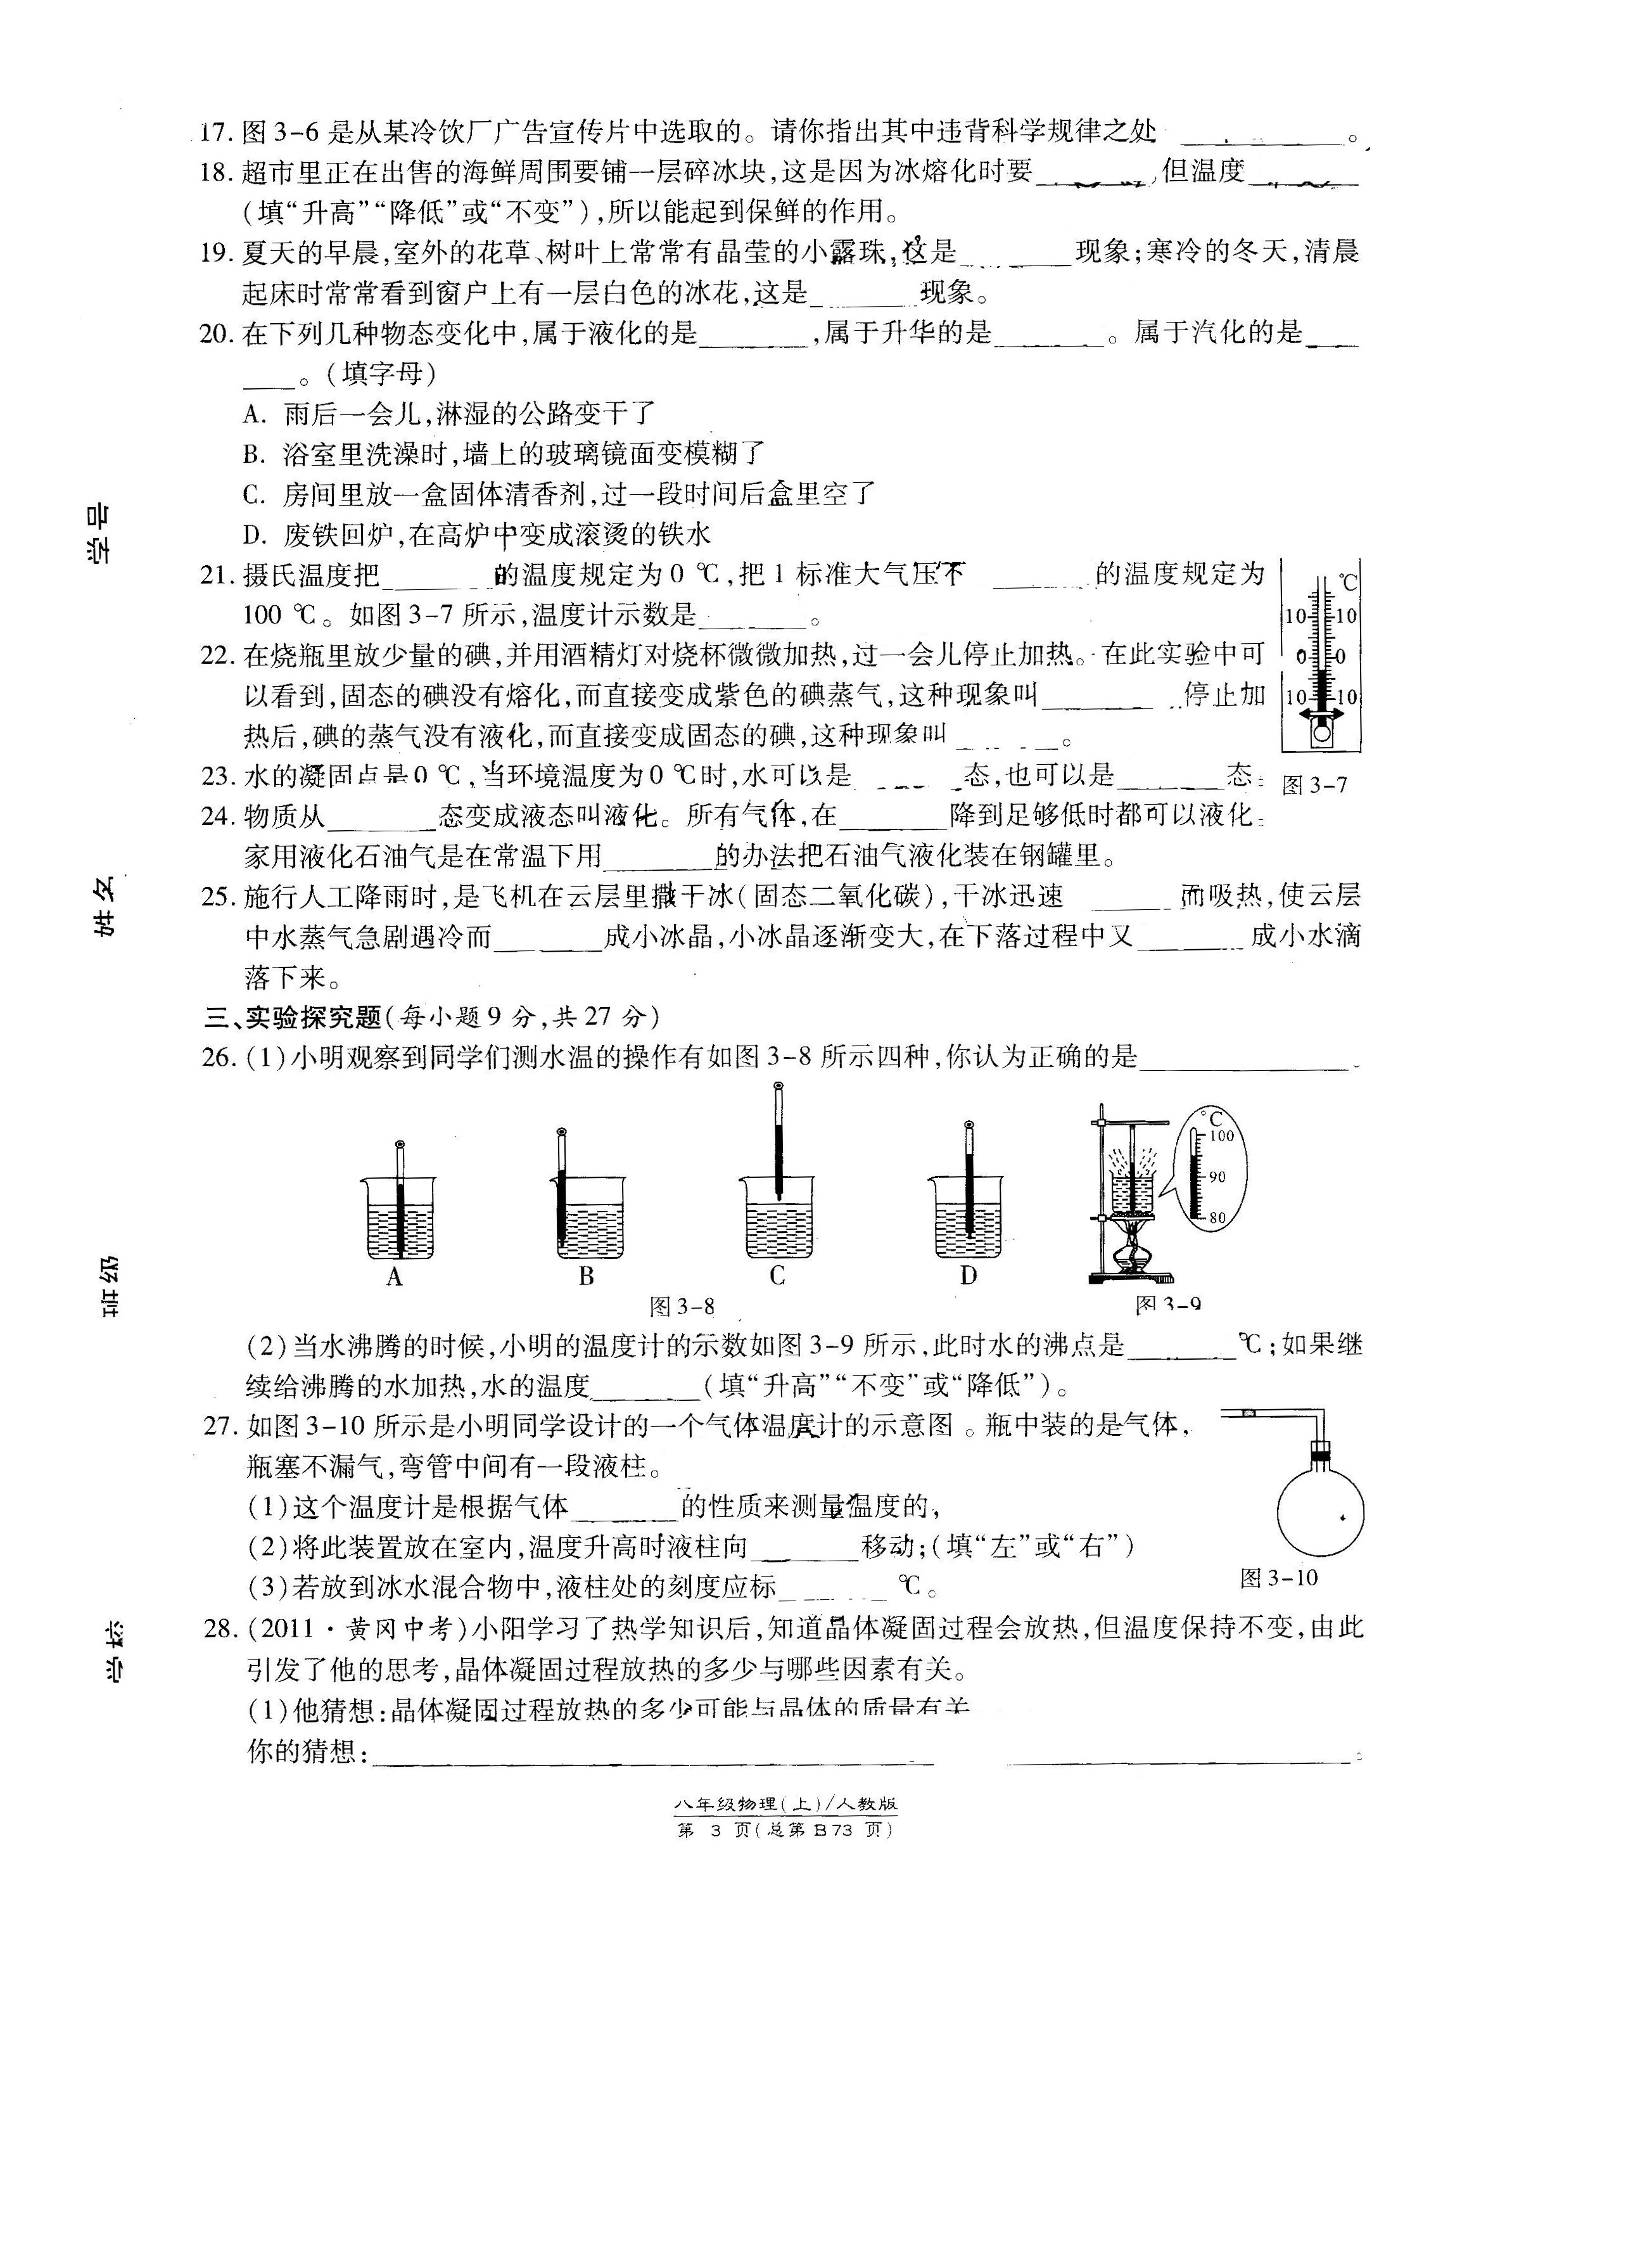 17. 图 3-6 是从某冷饮厂广告宣传片中选取的。请你指出其中违背科学规律之处 ______。
18. 超市里正在出售的海鲜周围要铺一层碎冰块,这是因为冰熔化时要______,但温度______
(填“升高”“降低”或“不变”),所以能起到保鲜的作用。
19. 夏天的早晨,室外的花草、树叶上常常有晶莹的小露珠,这是______现象;寒冷的冬天,清晨
起床时常常看到窗户上有一层白色的冰花,这是______现象。
20. 在下列几种物态变化中,属于液化的是______,属于升华的是______。属于汽化的是___
___。(填字母)
A. 雨后一会儿,淋湿的公路变干了
B. 浴室里洗澡时,墙上的玻璃镜面变模糊了
C. 房间里放一盒固体清香剂,过一段时间后盒里空了
D. 废铁回炉,在高炉中变成滚烫的铁水
21. 摄氏温度把______的温度规定为 0 ℃,把 1 标准大气压下______的温度规定为
100 ℃。如图 3-7 所示,温度计示数是______。
℃
10 10
0 0
10 10
图 3-7
22. 在烧瓶里放少量的碘,并用酒精灯对烧杯微微加热,过一会儿停止加热。在此实验中可
以看到,固态的碘没有熔化,而直接变成紫色的碘蒸气,这种现象叫______ 停止加
热后,碘的蒸气没有液化,而直接变成固态的碘,这种现象叫______。
23. 水的凝固点是 0 ℃,当环境温度为 0 ℃时,水可以是______态,也可以是______态。
24. 物质从______态变成液态叫液化。所有气体,在______降到足够低时都可以液化。
家用液化石油气是在常温下用______的办法把石油气液化装在钢罐里。
25. 施行人工降雨时,是飞机在云层里撒干冰(固态二氧化碳),干冰迅速______而吸热,使云层
中水蒸气急剧遇冷而______成小冰晶,小冰晶逐渐变大,在下落过程中又______成小水滴
落下来。
三、实验探究题(每小题 9 分,共 27 分)
26. (1)小明观察到同学们测水温的操作有如图 3-8 所示四种,你认为正确的是____________。
A B C D
图 3-8
℃
100
90
80
图 3-9
(2)当水沸腾的时候,小明的温度计的示数如图 3-9 所示,此时水的沸点是______℃;如果继
续给沸腾的水加热,水的温度______(填“升高”“不变”或“降低”)。
27. 如图 3-10 所示是小明同学设计的一个气体温度计的示意图。瓶中装的是气体,
瓶塞不漏气,弯管中间有一段液柱。
(1)这个温度计是根据气体______的性质来测量温度的,
(2)将此装置放在室内,温度升高时液柱向______移动;(填“左”或“右”)
(3)若放到冰水混合物中,液柱处的刻度应标______℃。
图 3-10
28. (2011·黄冈中考)小阳学习了热学知识后,知道晶体凝固过程会放热,但温度保持不变,由此
引发了他的思考,晶体凝固过程放热的多少与哪些因素有关。
(1)他猜想:晶体凝固过程放热的多少可能与晶体的质量有关
你的猜想:____________________________________。
八年级物理(上)/人教版
第 3 页(总第 B73 页)
学号
姓名
班级
学校